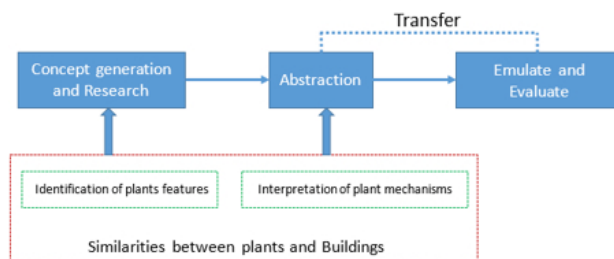 Transfer
Concept generation
and Research
Abstraction
Emulate and
Evaluate
Identification of plants features
Interpretation of plant mechanisms
Similarities between plants and Buildings